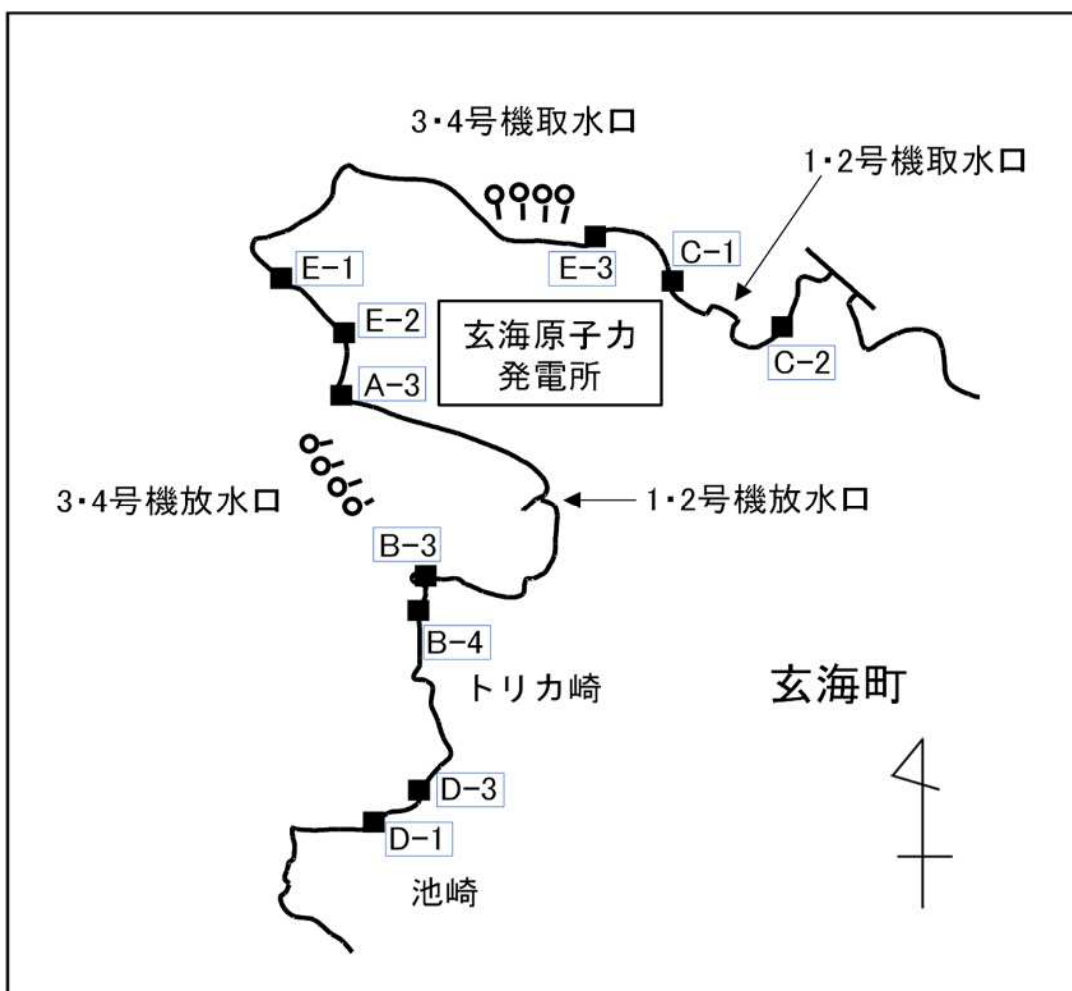 3・4号機取水口
1・2号機取水口
C-1
E-3
E-1
E-2
C-2
玄海原子力
発電所
A-3
3・4号機放水口
1・2号機放水口
B-3
B-4
トリカ崎
玄海町
D-3
D-1
池崎